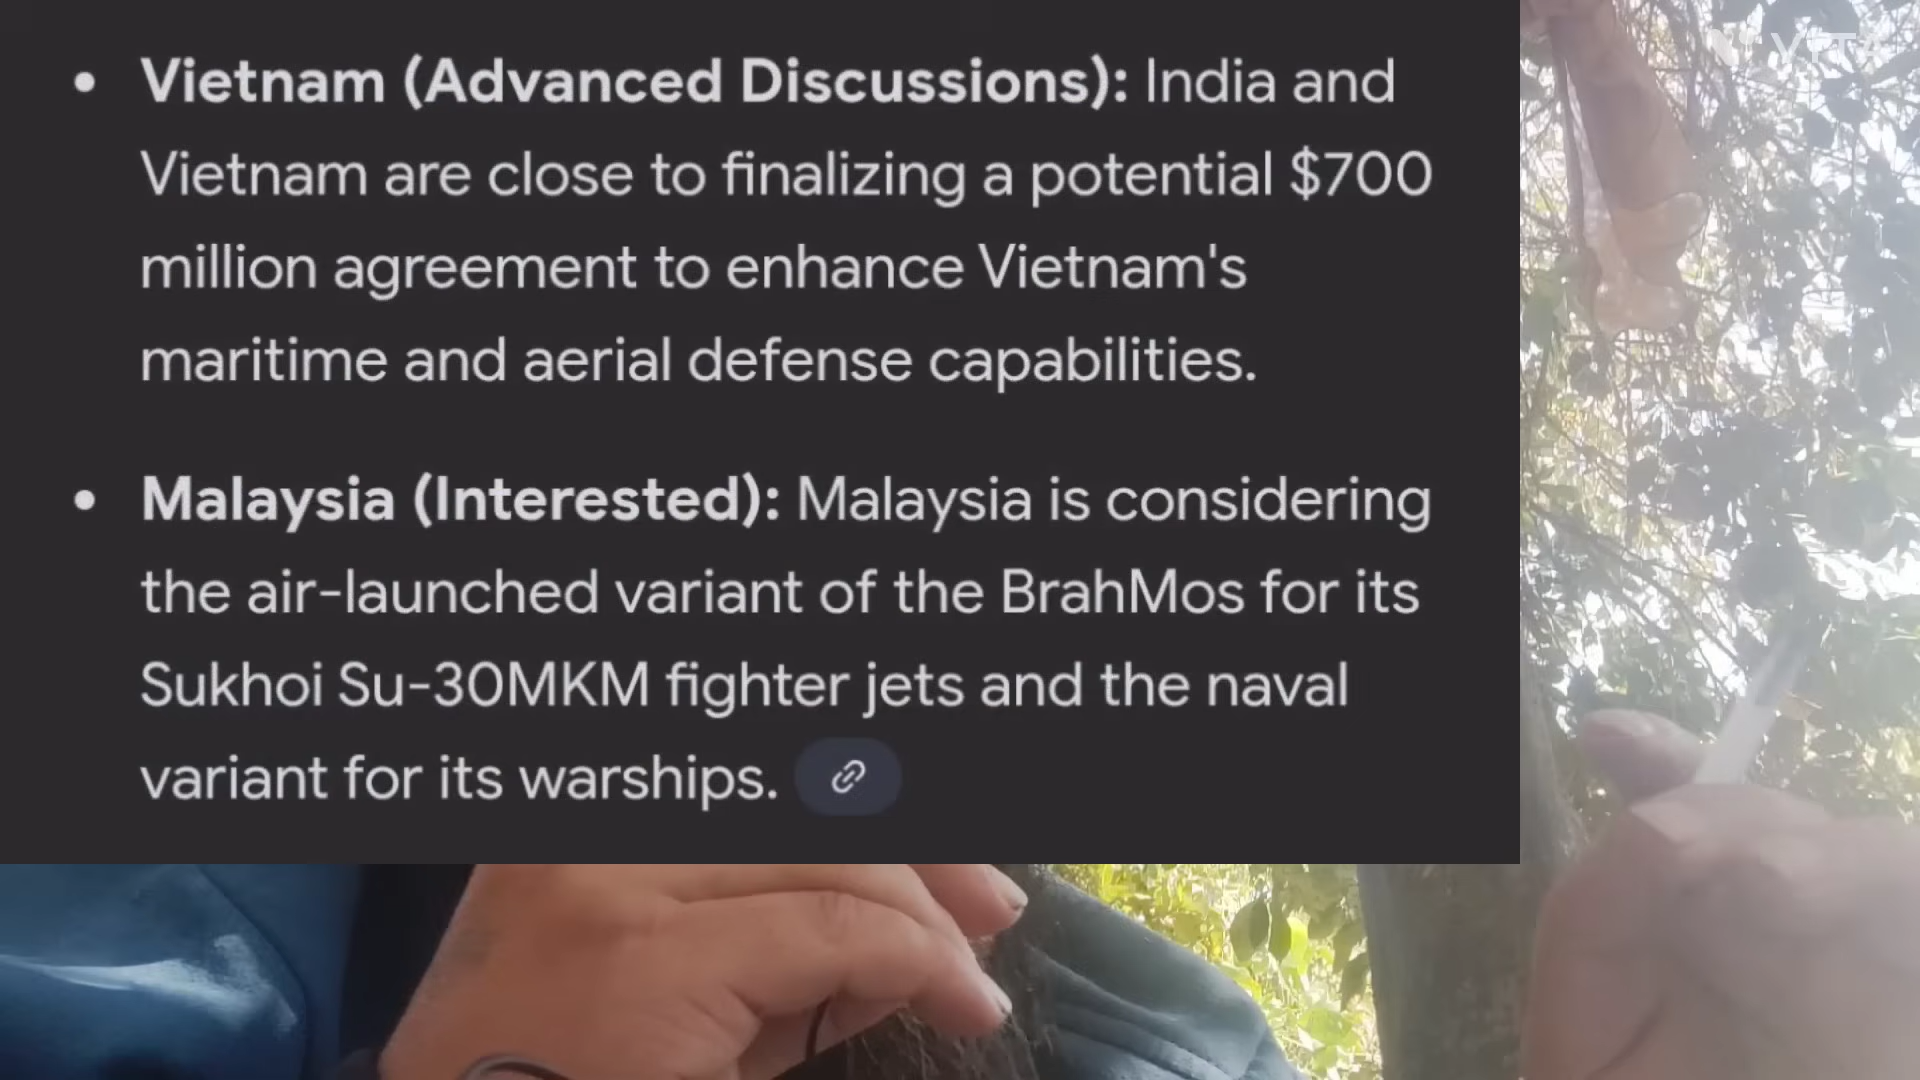 VITA
• Vietnam (Advanced Discussions): India and
Vietnam are close to finalizing a potential $700
million agreement to enhance Vietnam's
maritime and aerial defense capabilities.
• Malaysia (Interested): Malaysia is considering
the air-launched variant of the BrahMos for its
Sukhoi Su-30MKM fighter jets and the naval
variant for its warships.